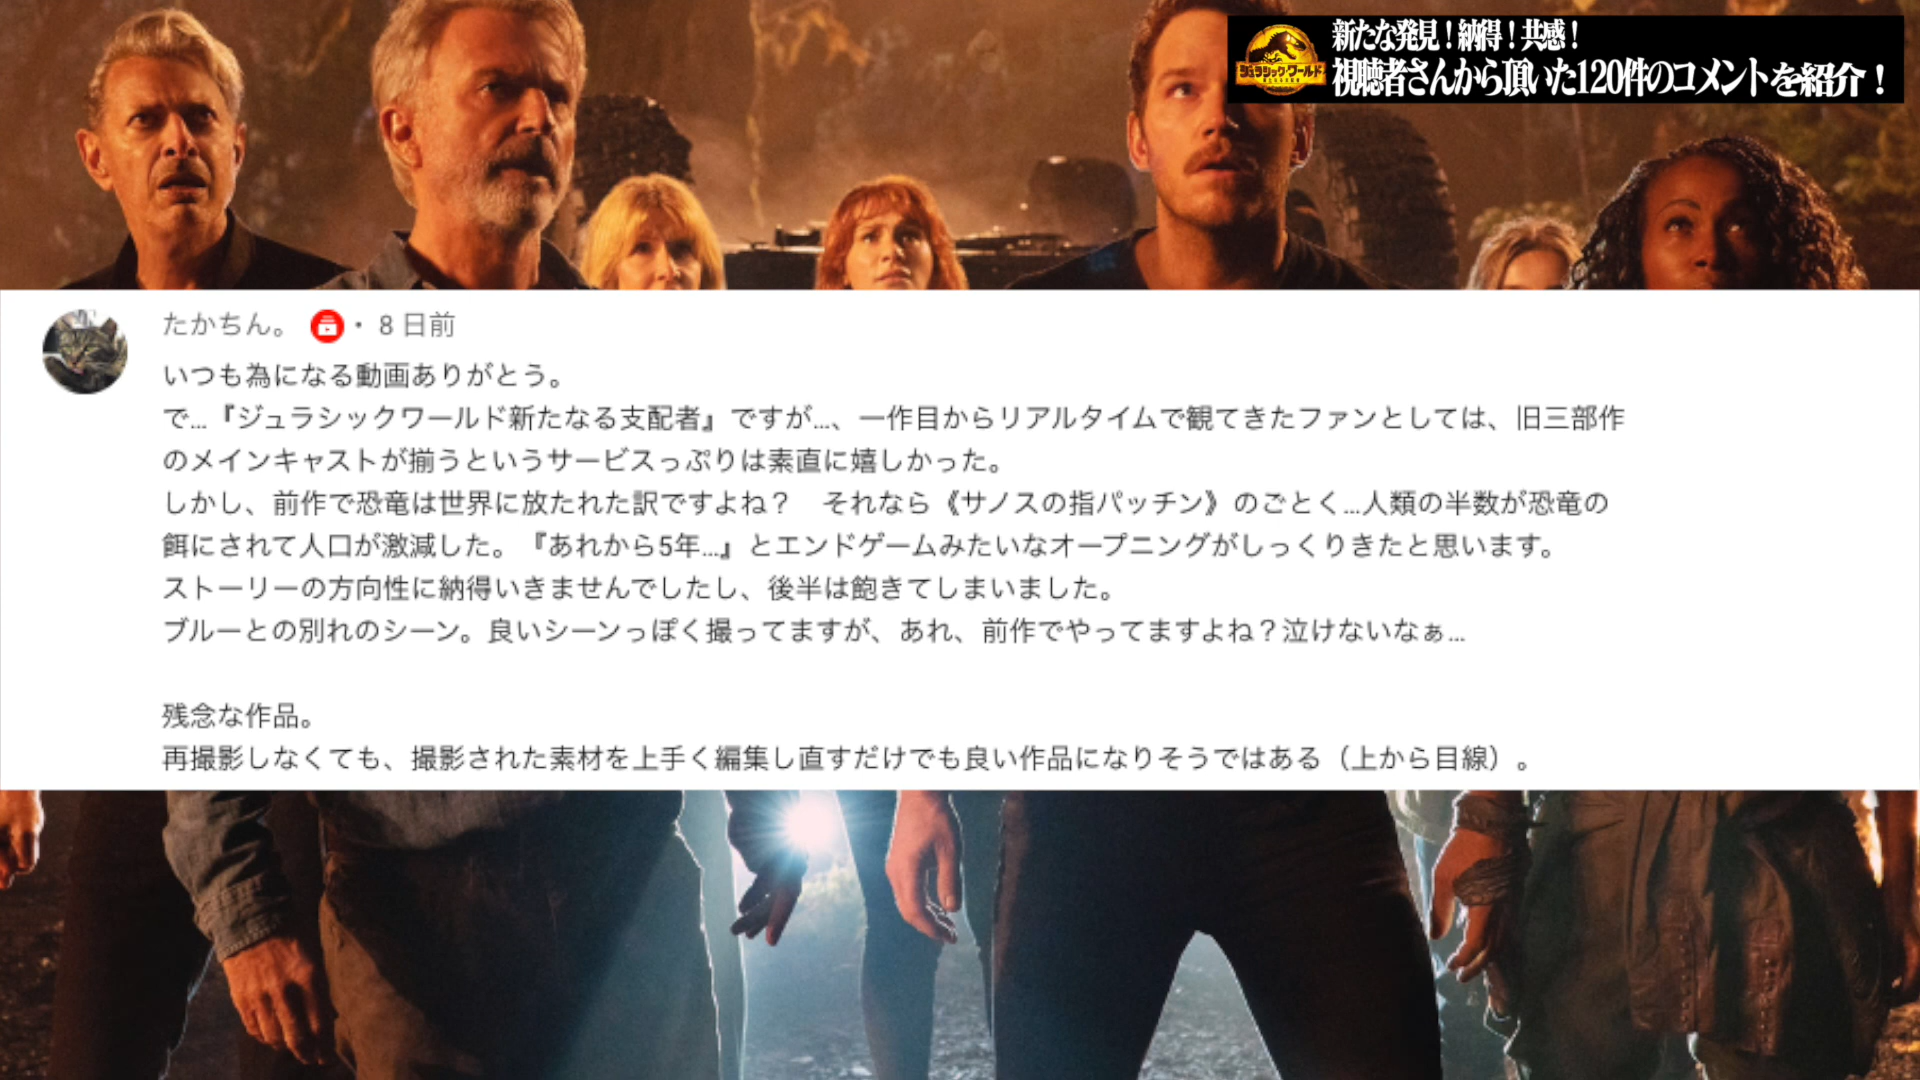 新たな発見！納得！共感！
ジュラシック・ワールド
視聴者さんから頂いた120件のコメントを紹介！
たかちん。 ・ 8 日前
いつも為になる動画ありがとう。
で…『ジュラシックワールド新たなる支配者』ですが…、一作目からリアルタイムで観てきたファンとしては、旧三部作
のメインキャストが揃うというサービスっぷりは素直に嬉しかった。
しかし、前作で恐竜は世界に放たれた訳ですよね？　それなら《サノスの指パッチン》のごとく…人類の半数が恐竜の
餌にされて人口が激減した。『あれから5年…』とエンドゲームみたいなオープニングがしっくりきたと思います。
ストーリーの方向性に納得いきませんでしたし、後半は飽きてしまいました。
ブルーとの別れのシーン。良いシーンっぽく撮ってますが、あれ、前作でやってますよね？泣けないなぁ…
残念な作品。
再撮影しなくても、撮影された素材を上手く編集し直すだけでも良い作品になりそうではある（上から目線）。